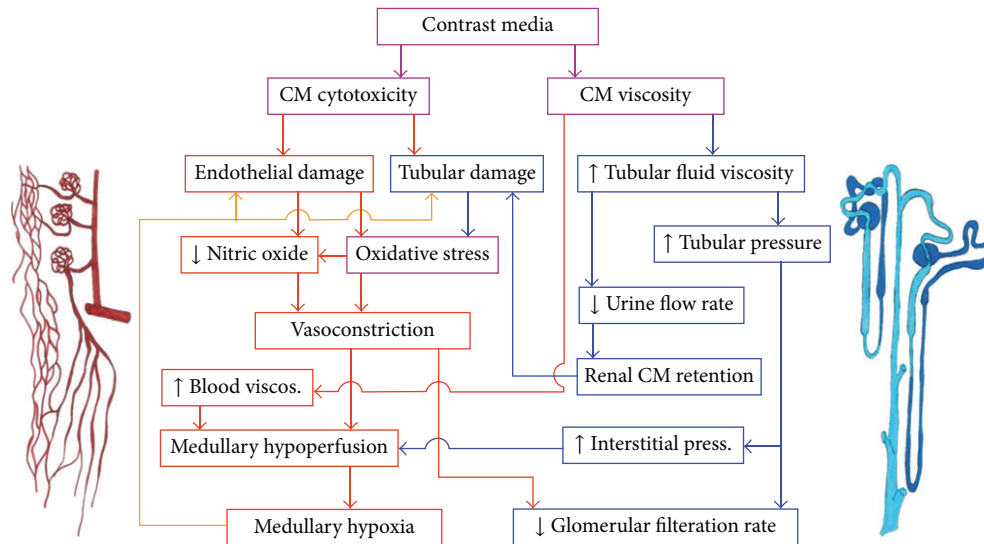 Contrast media
CM cytotoxicity
CM viscosity
Endothelial damage
Tubular damage
↑ Tubular fluid viscosity
↓ Nitric oxide
Oxidative stress
↑ Tubular pressure
Vasoconstriction
↓ Urine flow rate
↑ Blood viscos.
Renal CM retention
Medullary hypoperfusion
↑ Interstitial press.
Medullary hypoxia
↓ Glomerular filteration rate